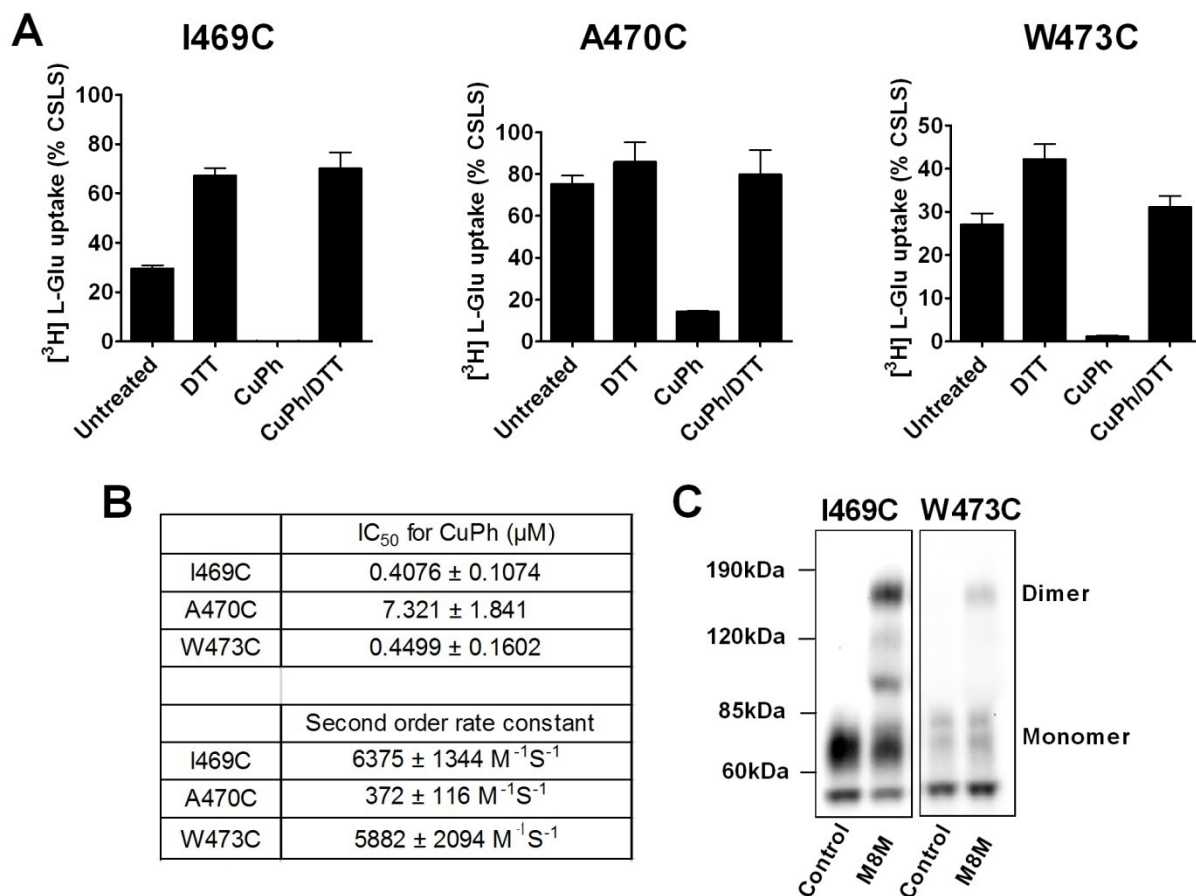 A
I469C
A470C
W473C
[³H] L-Glu uptake (% CSLS)
100
80
60
40
20
0
Untreated
DTT
CuPh
CuPh/DTT
[³H] L-Glu uptake (% CSLS)
100
80
60
40
20
0
Untreated
DTT
CuPh
CuPh/DTT
[³H] L-Glu uptake (% CSLS)
50
40
30
20
10
0
Untreated
DTT
CuPh
CuPh/DTT
B
IC₅₀ for CuPh (µM)
I469C 0.4076 ± 0.1074
A470C 7.321 ± 1.841
W473C 0.4499 ± 0.1602
Second order rate constant
I469C 6375 ± 1344 M⁻¹S⁻¹
A470C 372 ± 116 M⁻¹S⁻¹
W473C 5882 ± 2094 M⁻¹S⁻¹
C
I469C W473C
190kDa
120kDa
85kDa
60kDa
Dimer
Monomer
Control
M8M
Control
M8M